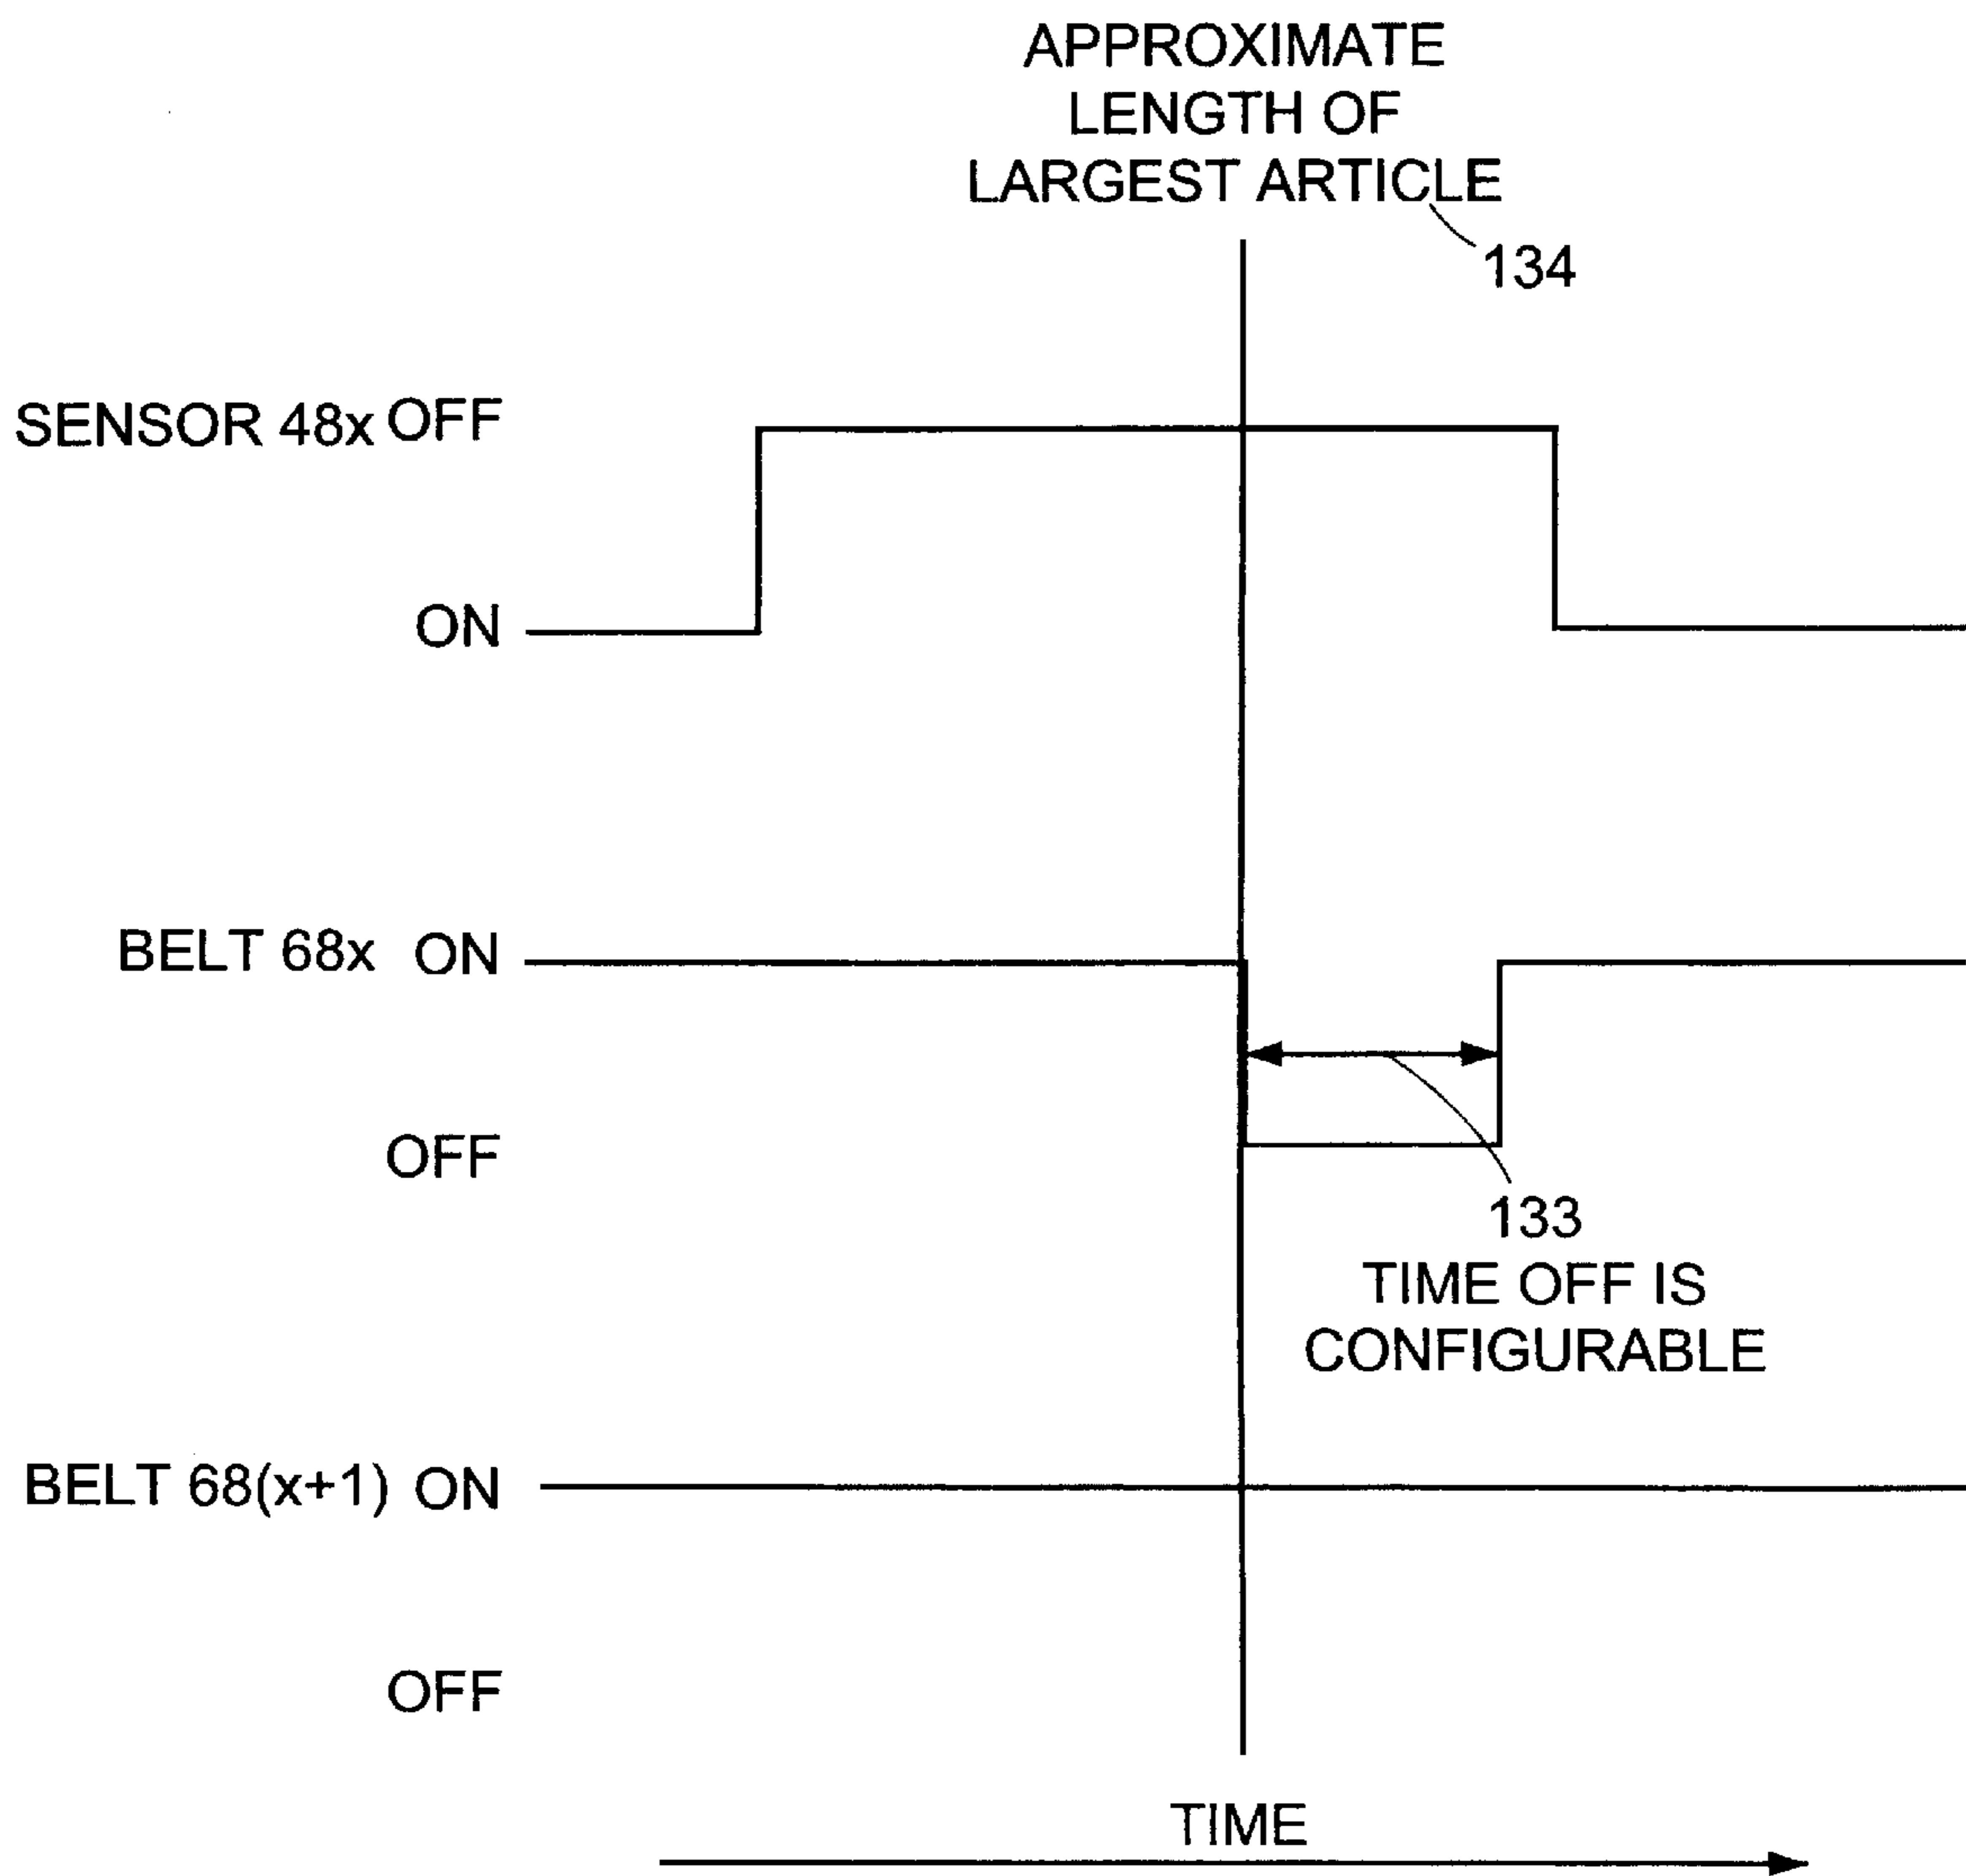 APPROXIMATE
LENGTH OF
LARGEST ARTICLE
134
SENSOR 48x OFF
ON
BELT 68x ON
OFF
133
TIME OFF IS
CONFIGURABLE
BELT 68(x+1) ON
OFF
TIME